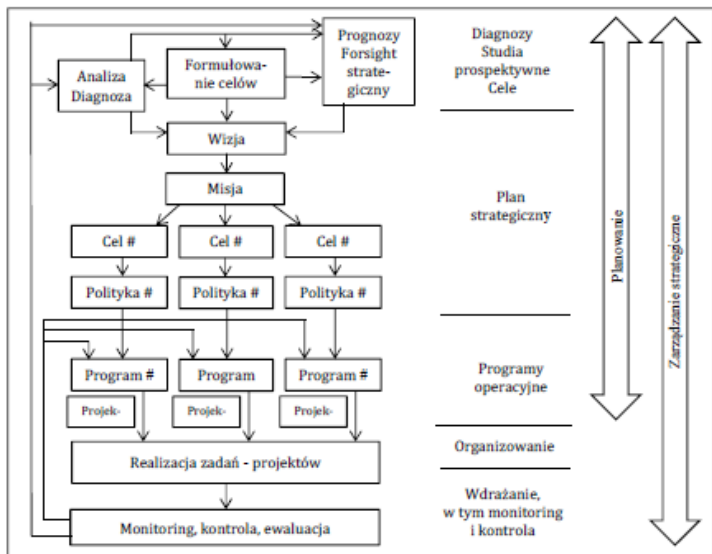 Analiza
Diagnoza
Formułowa-
nie celów
Prognozy
Forsight
strate-
giczny
Wizja
Misja
Cel #
Cel #
Cel #
Polityka #
Polityka #
Polityka #
Program #
Program
Program #
Projek-
Projek-
Projek-
Realizacja zadań - projektów
Monitoring, kontrola, ewaluacja
Diagnozy
Studia
prospektywne
Cele
Plan
strategiczny
Programy
operacyjne
Organizowanie
Wdrażanie,
w tym monitoring
i kontrola
Planowanie
Zarządzanie strategiczne